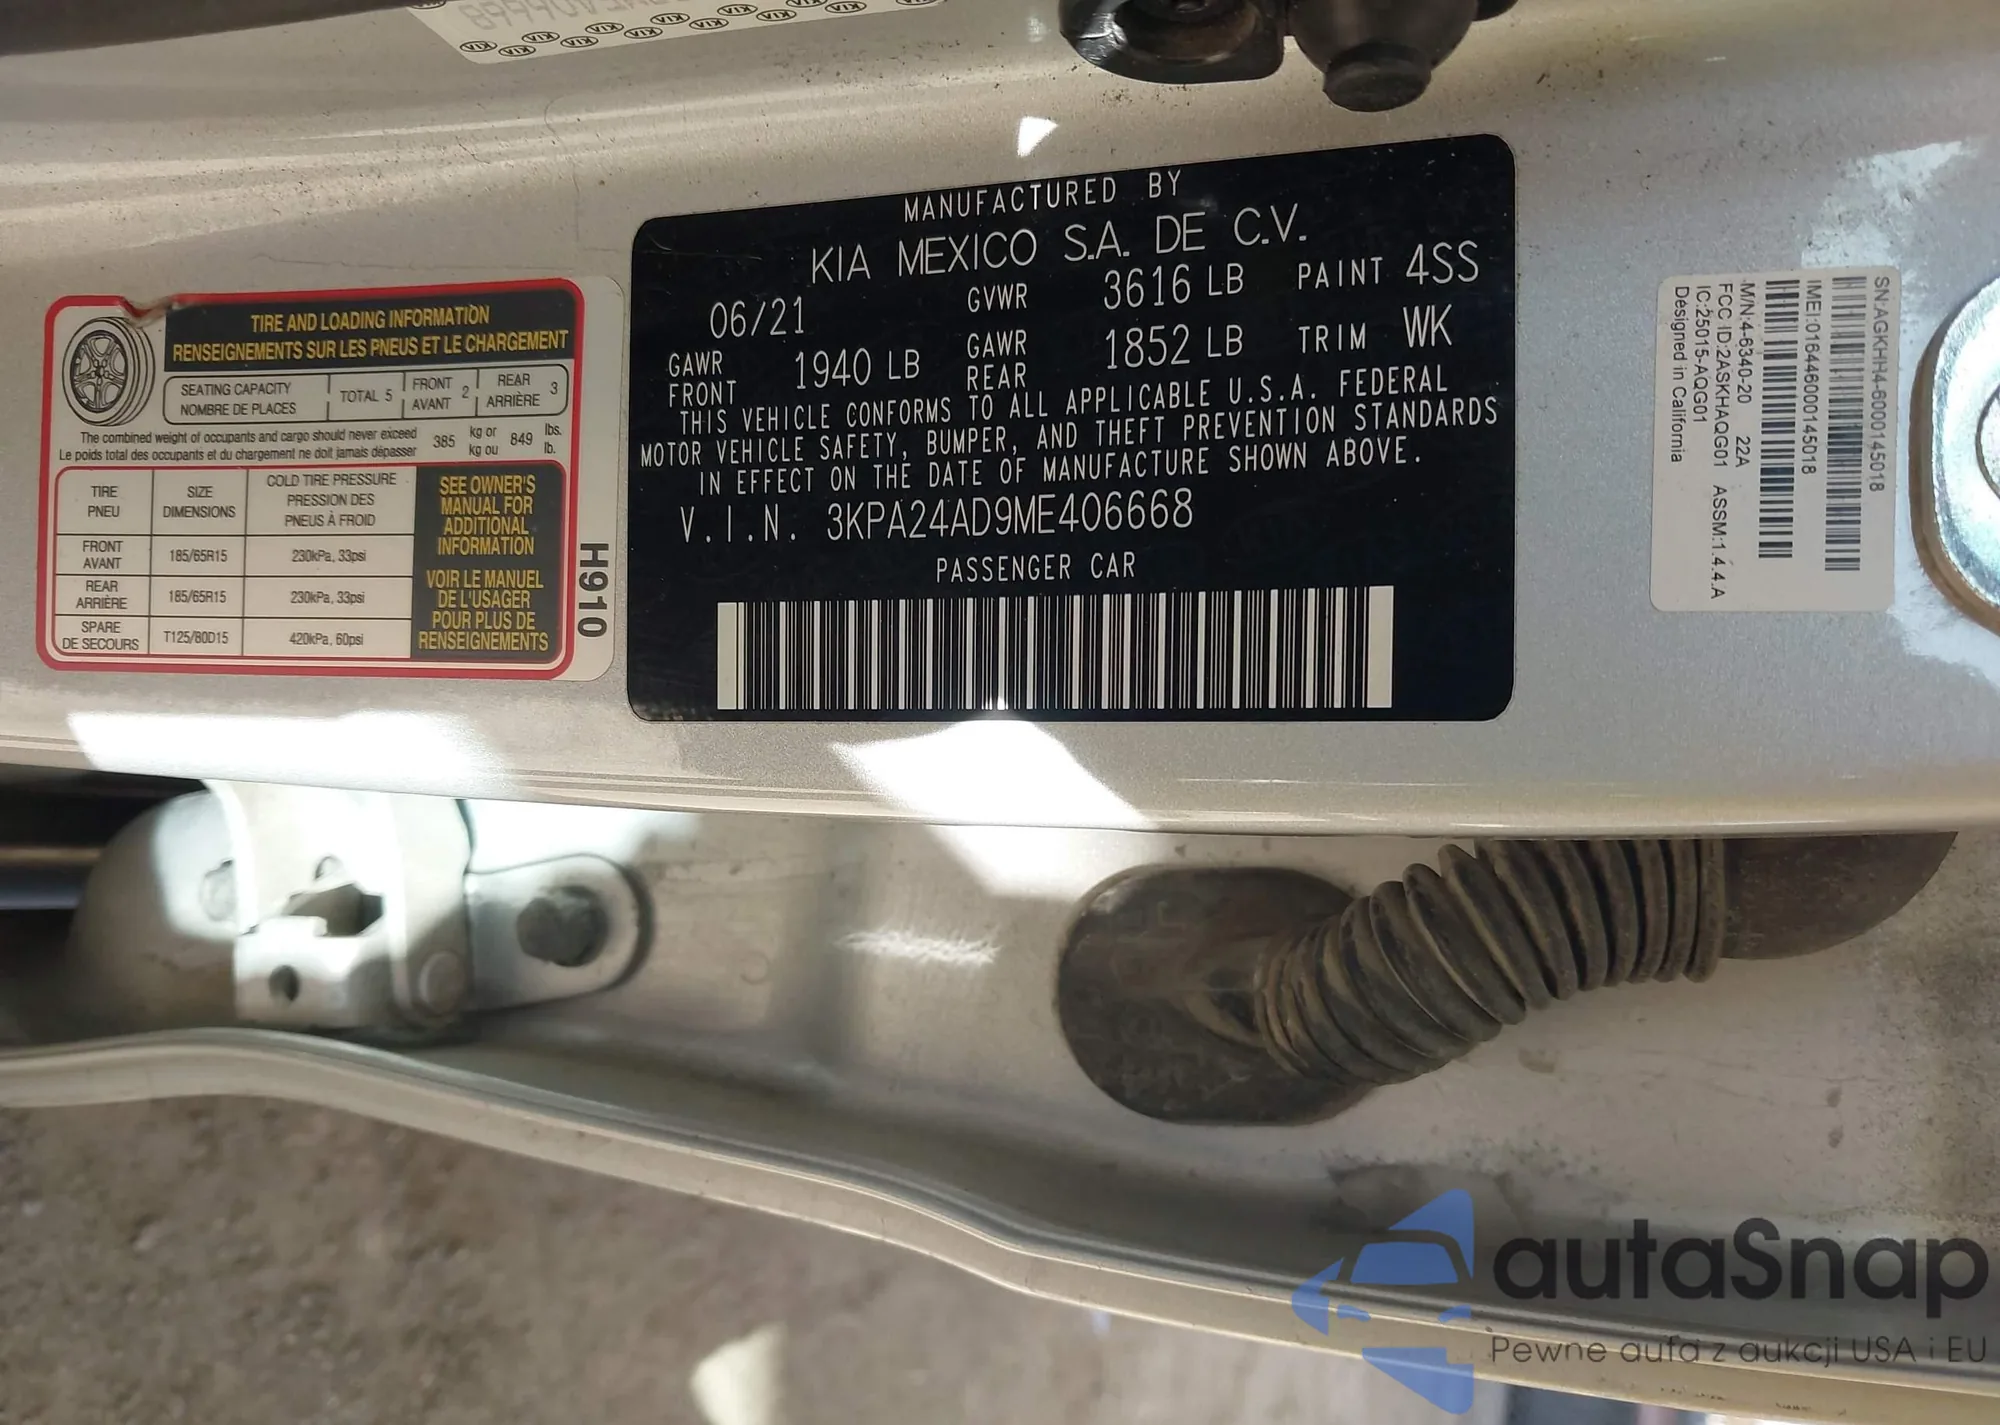 KIA KIA KIA KIA KIA KIA KIA
TIRE AND LOADING INFORMATION
RENSEIGNEMENTS SUR LES PNEUS ET LE CHARGEMENT
SEATING CAPACITY
NOMBRE DE PLACES
TOTAL 5
FRONT
AVANT 2
REAR
ARRIÈRE 3
The combined weight of occupants and cargo should never exceed
Le poids total des occupants et du chargement ne doit jamais dépasser
385 kg or
kg ou
849 lbs.
lb.
TIRE
PNEU
SIZE
DIMENSIONS
COLD TIRE PRESSURE
PRESSION DES
PNEUS À FROID
FRONT
AVANT
185/65R15
230kPa, 33psi
REAR
ARRIÈRE
185/65R15
230kPa, 33psi
SPARE
DE SECOURS
T125/80D15
420kPa, 60psi
SEE OWNER'S
MANUAL FOR
ADDITIONAL
INFORMATION
VOIR LE MANUEL
DE L'USAGER
POUR PLUS DE
RENSEIGNEMENTS
H910
MANUFACTURED BY
KIA MEXICO S.A. DE C.V.
06/21 GVWR 3616 LB PAINT 4SS
GAWR
FRONT 1940 LB
GAWR
REAR 1852 LB TRIM WK
THIS VEHICLE CONFORMS TO ALL APPLICABLE U.S.A. FEDERAL
MOTOR VEHICLE SAFETY, BUMPER, AND THEFT PREVENTION STANDARDS
IN EFFECT ON THE DATE OF MANUFACTURE SHOWN ABOVE.
V.I.N. 3KPA24AD9ME406668
PASSENGER CAR
SN:AGKHH4-6000145018
IMEI:016446000145018
M/N:4-6340-20 22A
FCC ID:2ASKHAQG01 ASSM:1.4.4.A
IC:25015-AQG01
Designed in California
autaSnap
Pewne auta z aukcji USA i EU